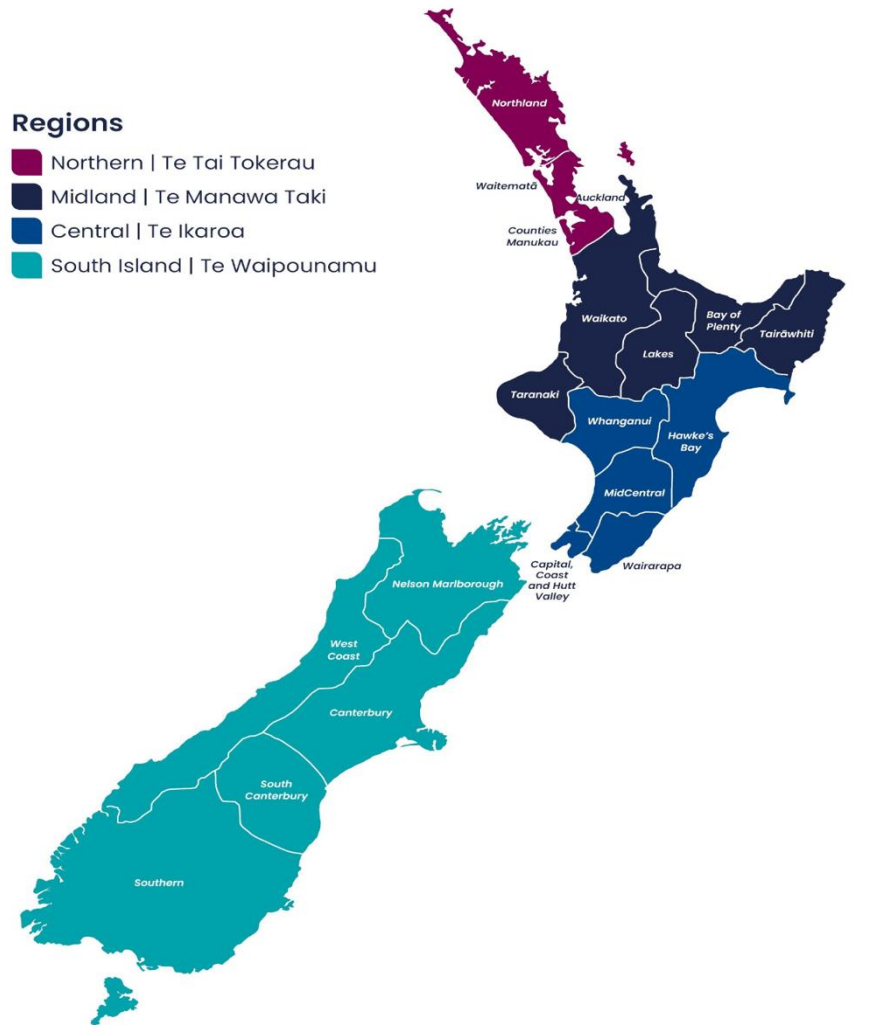 Regions
Northern | Te Tai Tokerau
Midland | Te Manawa Taki
Central | Te Ikaroa
South Island | Te Waipounamu
Northland
Waitematā
Auckland
Counties
Manukau
Waikato
Bay of
Plenty
Tairāwhiti
Lakes
Taranaki
Whanganui
Hawke's
Bay
MidCentral
Capital,
Coast
and Hutt
Valley
Wairarapa
Nelson Marlborough
West
Coast
Canterbury
South
Canterbury
Southern